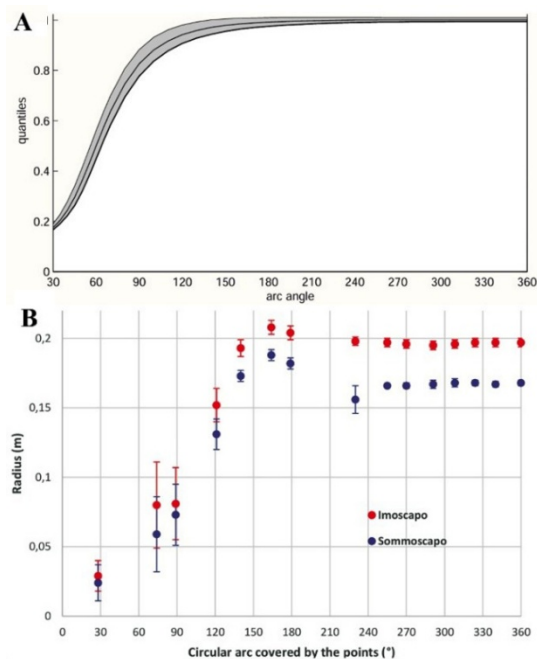 A
quantiles
0.8
0.6
0.4
0.2
0
30 60 90 120 150 180 210 240 270 300 330 360
arc angle
B
Radius (m)
0,2
0,15
0,1
0,05
0
Imoscapo
Sommoscapo
0 30 60 90 120 150 180 210 240 270 300 330 360
Circular arc covered by the points (°)